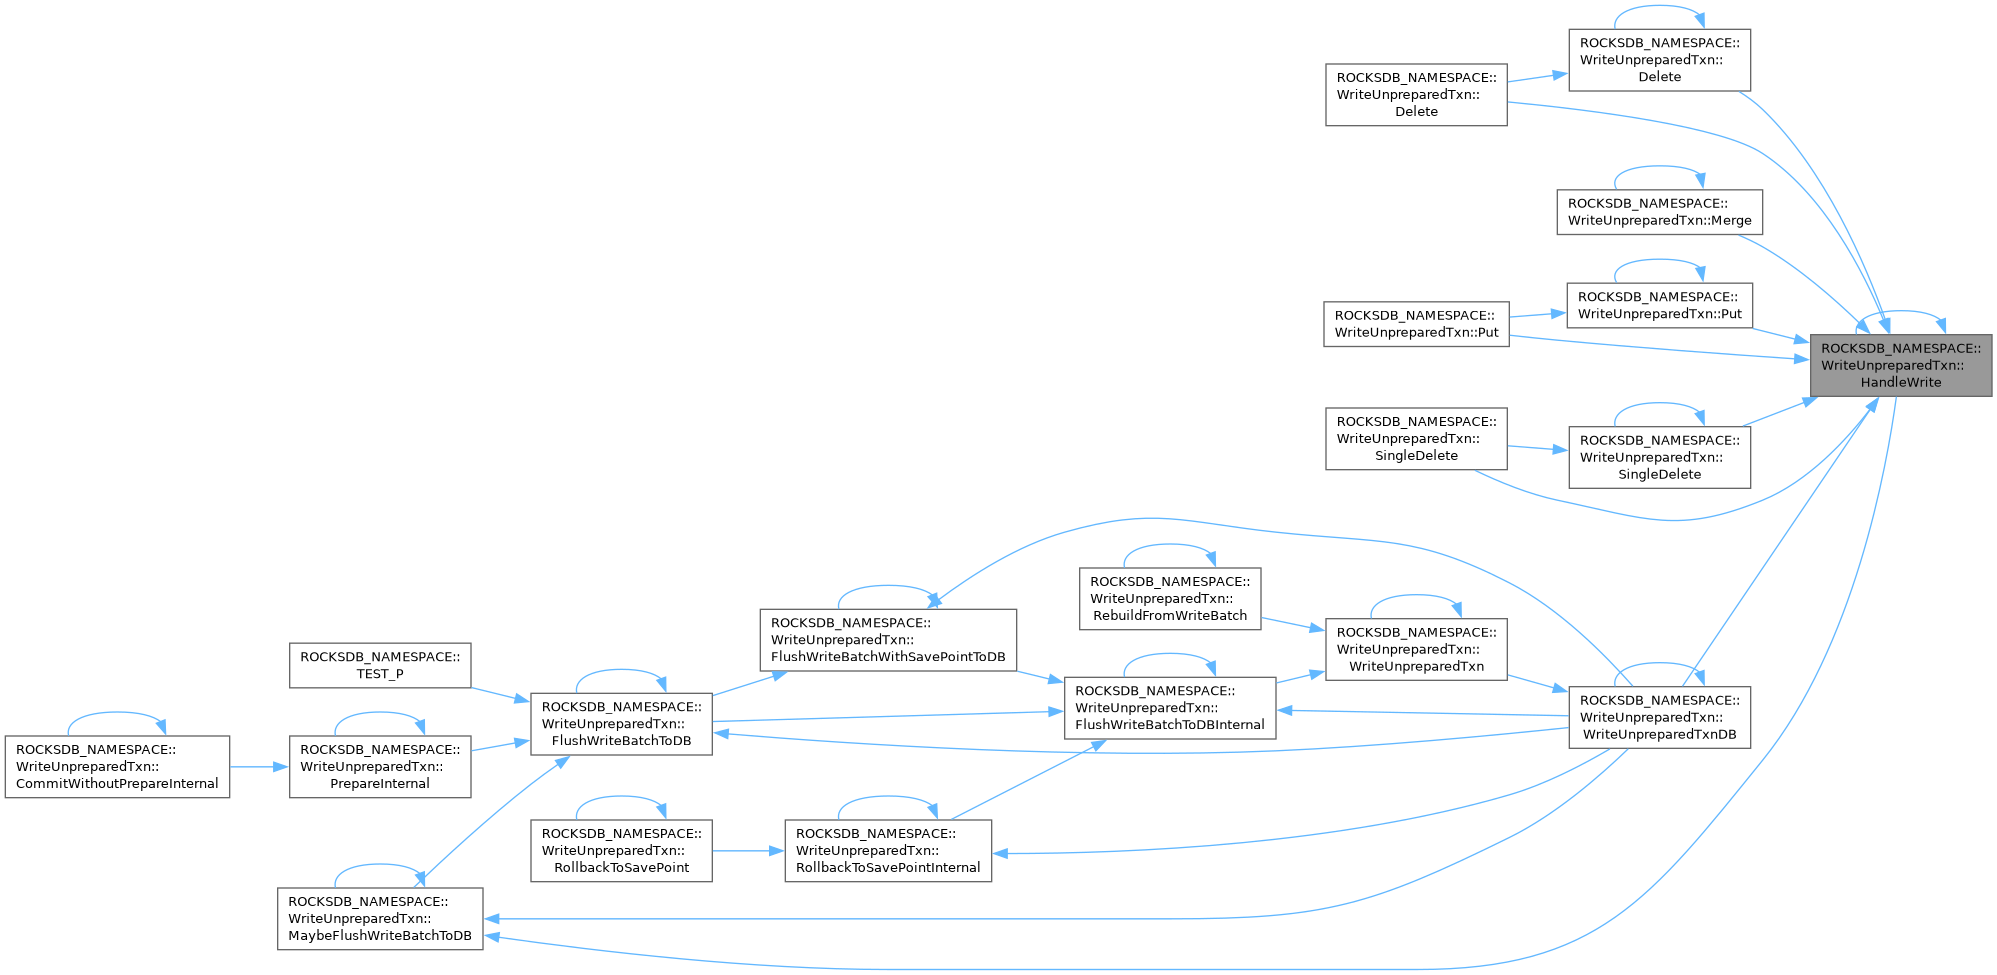 ROCKSDB_NAMESPACE::
WriteUnpreparedTxn::
Delete
ROCKSDB_NAMESPACE::
WriteUnpreparedTxn::
Delete
ROCKSDB_NAMESPACE::
WriteUnpreparedTxn::Merge
ROCKSDB_NAMESPACE::
WriteUnpreparedTxn::Put
ROCKSDB_NAMESPACE::
WriteUnpreparedTxn::Put
ROCKSDB_NAMESPACE::
WriteUnpreparedTxn::
HandleWrite
ROCKSDB_NAMESPACE::
WriteUnpreparedTxn::
SingleDelete
ROCKSDB_NAMESPACE::
WriteUnpreparedTxn::
SingleDelete
ROCKSDB_NAMESPACE::
WriteUnpreparedTxn::
RebuildFromWriteBatch
ROCKSDB_NAMESPACE::
WriteUnpreparedTxn::
FlushWriteBatchWithSavePointToDB
ROCKSDB_NAMESPACE::
WriteUnpreparedTxn::
WriteUnpreparedTxn
ROCKSDB_NAMESPACE::
TEST_P
ROCKSDB_NAMESPACE::
WriteUnpreparedTxn::
FlushWriteBatchToDBInternal
ROCKSDB_NAMESPACE::
WriteUnpreparedTxn::
WriteUnpreparedTxnDB
ROCKSDB_NAMESPACE::
WriteUnpreparedTxn::
FlushWriteBatchToDB
ROCKSDB_NAMESPACE::
WriteUnpreparedTxn::
CommitWithoutPrepareInternal
ROCKSDB_NAMESPACE::
WriteUnpreparedTxn::
PrepareInternal
ROCKSDB_NAMESPACE::
WriteUnpreparedTxn::
RollbackToSavePoint
ROCKSDB_NAMESPACE::
WriteUnpreparedTxn::
RollbackToSavePointInternal
ROCKSDB_NAMESPACE::
WriteUnpreparedTxn::
MaybeFlushWriteBatchToDB